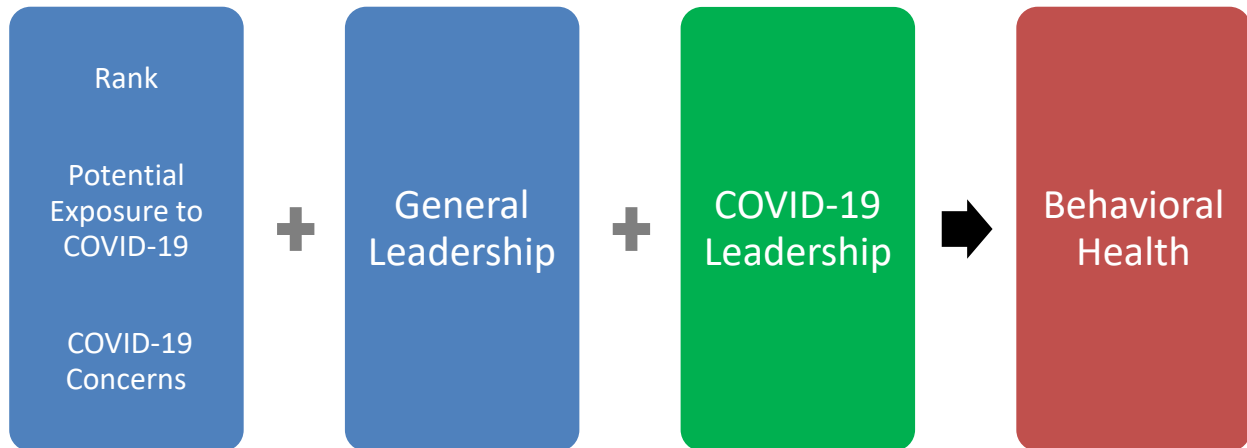 Rank
Potential
Exposure to
COVID-19
COVID-19
Concerns
General
Leadership
COVID-19
Leadership
Behavioral
Health